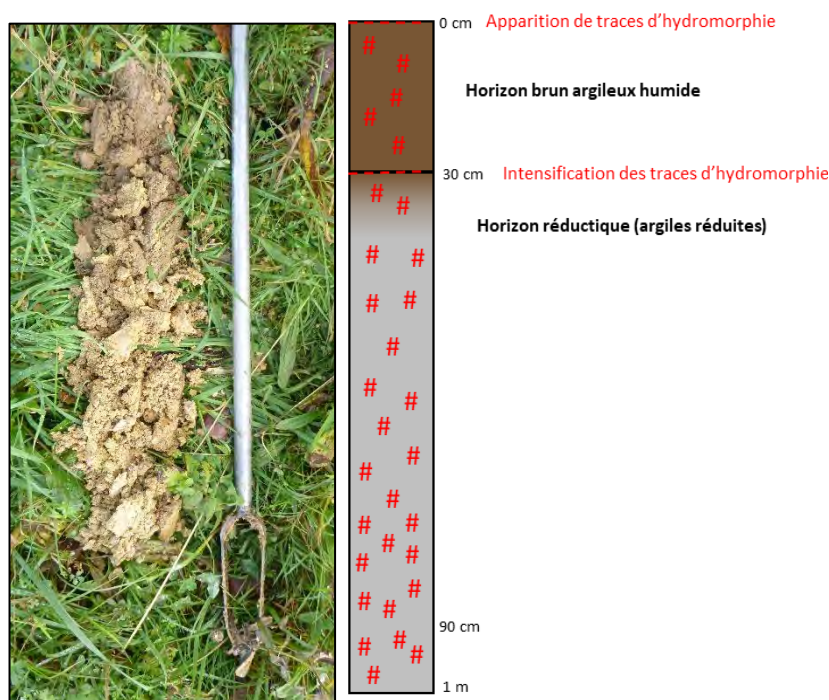 0 cm Apparition de traces d’hydromorphie
Horizon brun argileux humide
30 cm Intensification des traces d’hydromorphie
Horizon réductique (argiles réduites)
90 cm
1 m